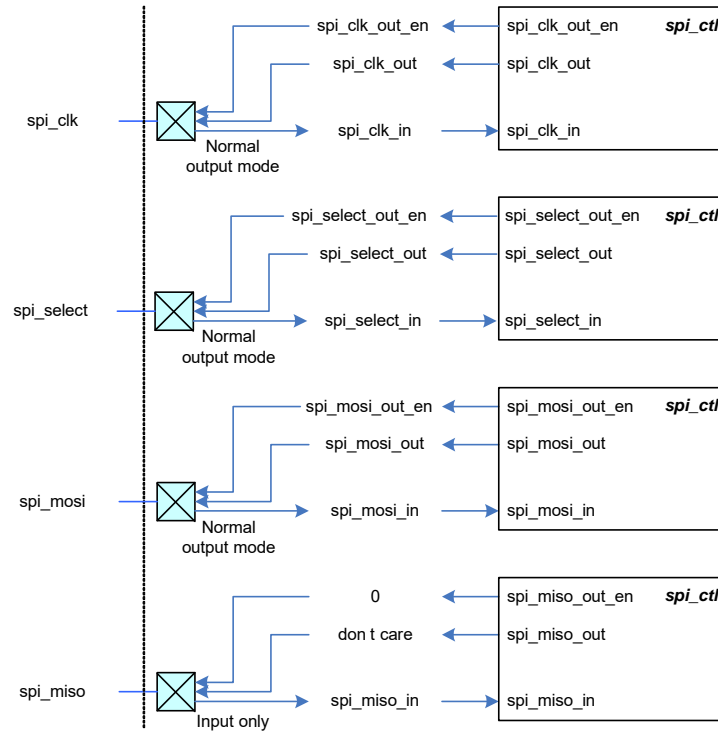 spi_clk_out_en spi_clk_out_en spi_ctl
spi_clk_out spi_clk_out
spi_clk spi_clk_in spi_clk_in
Normal
output mode
spi_select_out_en spi_select_out_en spi_ctl
spi_select_out spi_select_out
spi_select spi_select_in spi_select_in
Normal
output mode
spi_mosi_out_en spi_mosi_out_en spi_ctl
spi_mosi_out spi_mosi_out
spi_mosi spi_mosi_in spi_mosi_in
Normal
output mode
0 spi_miso_out_en spi_ctl
don t care spi_miso_out
spi_miso spi_miso_in spi_miso_in
Input only